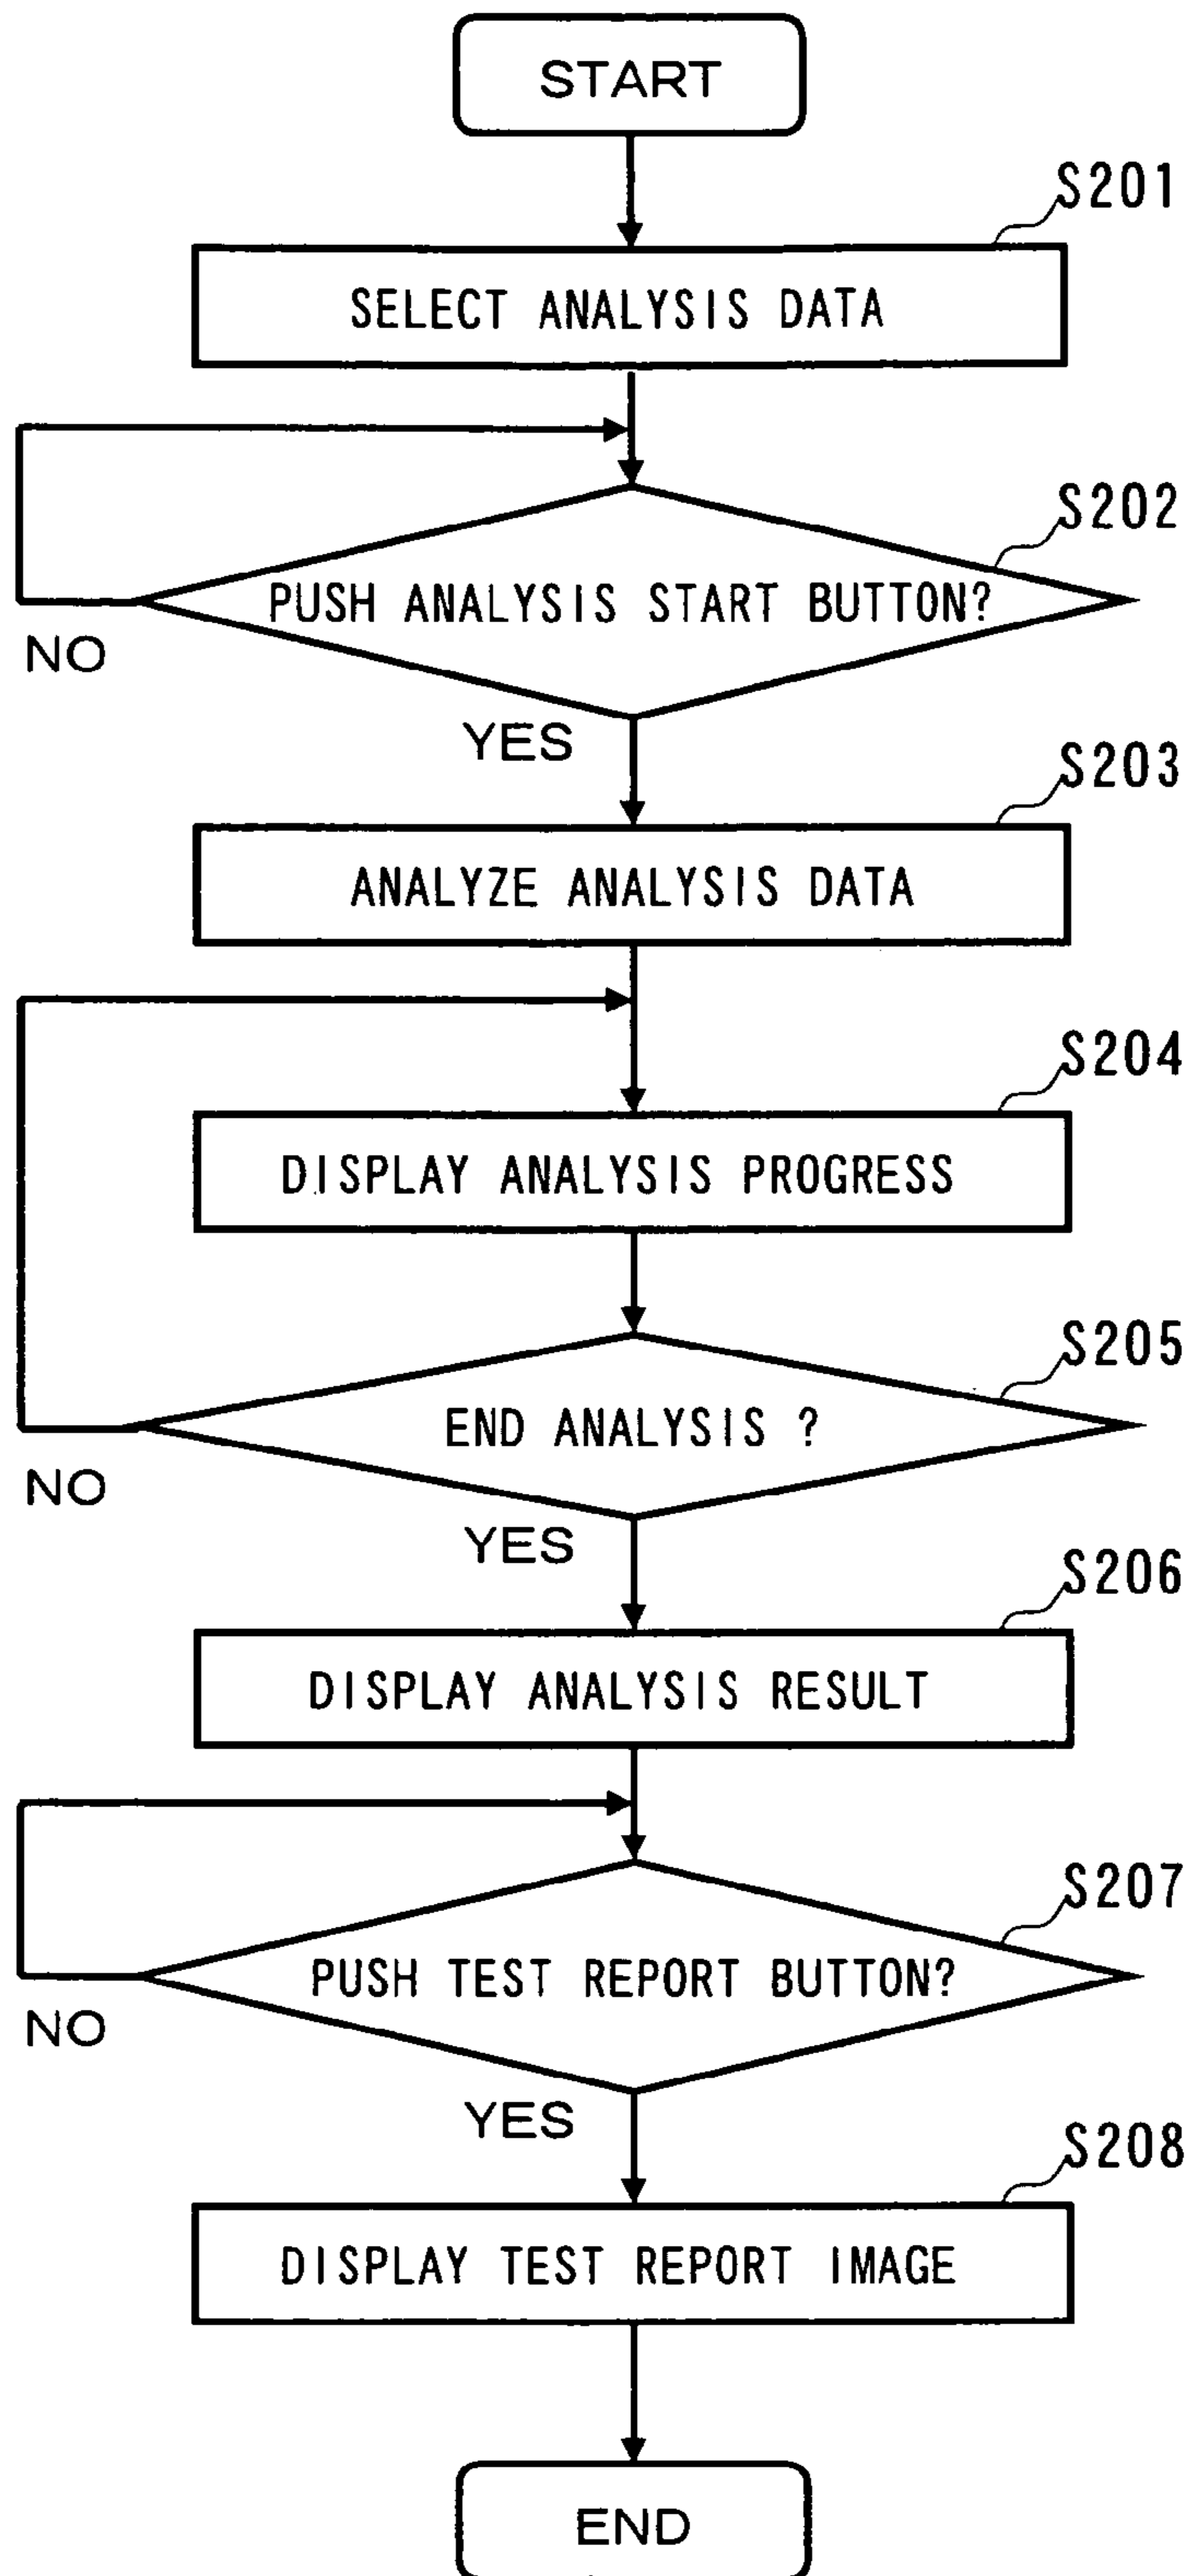 START
S201
SELECT ANALYSIS DATA
S202
PUSH ANALYSIS START BUTTON?
NO
YES
S203
ANALYZE ANALYSIS DATA
S204
DISPLAY ANALYSIS PROGRESS
S205
END ANALYSIS ?
NO
YES
S206
DISPLAY ANALYSIS RESULT
S207
PUSH TEST REPORT BUTTON?
NO
YES
S208
DISPLAY TEST REPORT IMAGE
END